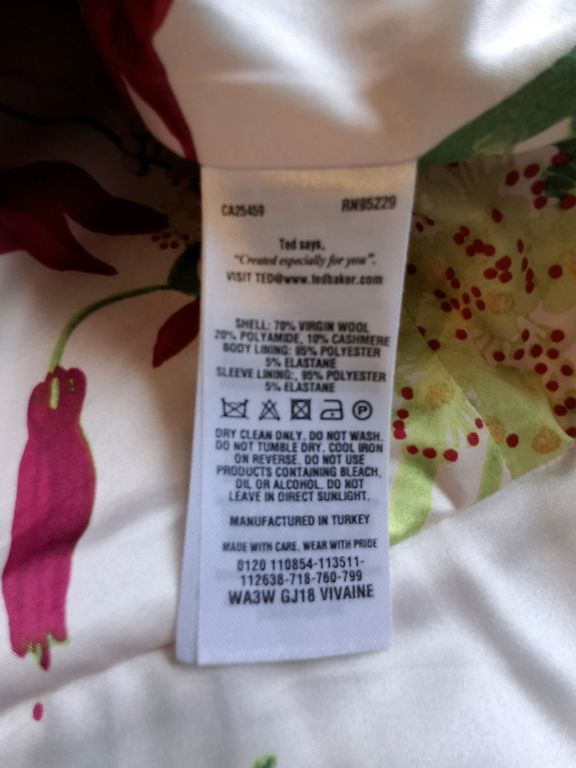 CA25459 RN95229
Ted says,
"Created especially for you".
VISIT TED@www.tedbaker.com
SHELL: 70% VIRGIN WOOL
20% POLYAMIDE, 10% CASHMERE
BODY LINING: 95% POLYESTER
5% ELASTANE
SLEEVE LINING:, 95% POLYESTER
5% ELASTANE
P
DRY CLEAN ONLY. DO NOT WASH.
DO NOT TUMBLE DRY. COOL IRON
ON REVERSE. DO NOT USE
PRODUCTS CONTAINING BLEACH,
OIL OR ALCOHOL. DO NOT
LEAVE IN DIRECT SUNLIGHT.
MANUFACTURED IN TURKEY
MADE WITH CARE, WEAR WITH PRIDE
0120 110854-113511-
112638-718-760-799
WA3W GJ18 VIVAINE